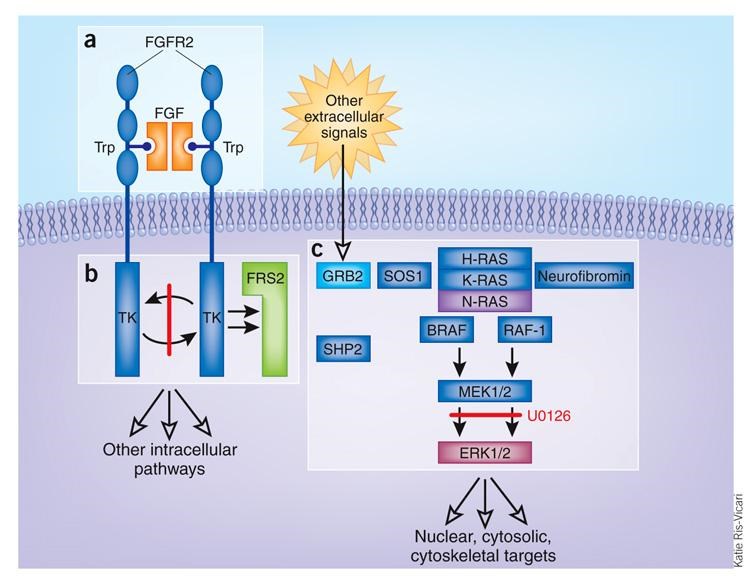 a
FGFR2
FGF
Trp
Trp
Other
extracellular
signals
b
TK
TK
FRS2
Other intracellular
pathways
c
GRB2
SOS1
H-RAS
K-RAS
N-RAS
Neurofibromin
SHP2
BRAF
RAF-1
MEK1/2
U0126
ERK1/2
Nuclear, cytosolic,
cytoskeletal targets
Katie Ris-Vicari